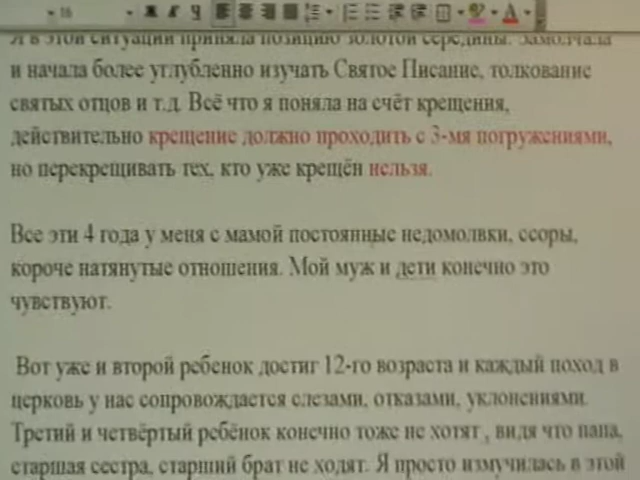 16
Ж К Ч
Я в этой ситуации приняла позицию золотой середины. Замолчала
и начала более углубленно изучать Святое Писание, толкование
святых отцов и т.д. Всё что я поняла на счёт крещения,
действительно крещение должно проходить с 3-мя погружениями,
но перекрещивать тех, кто уже крещён нельзя.
Все эти 4 года у меня с мамой постоянные недомолвки, ссоры,
короче натянутые отношения. Мой муж и дети конечно это
чувствуют.
Вот уже и второй ребенок достиг 12-го возраста и каждый поход в
церковь у нас сопровождается слезами, отказами, уклонениями.
Третий и четвёртый ребёнок конечно тоже не хотят , видя что папа,
старшая сестра, старший брат не ходят. Я просто измучилась в этой